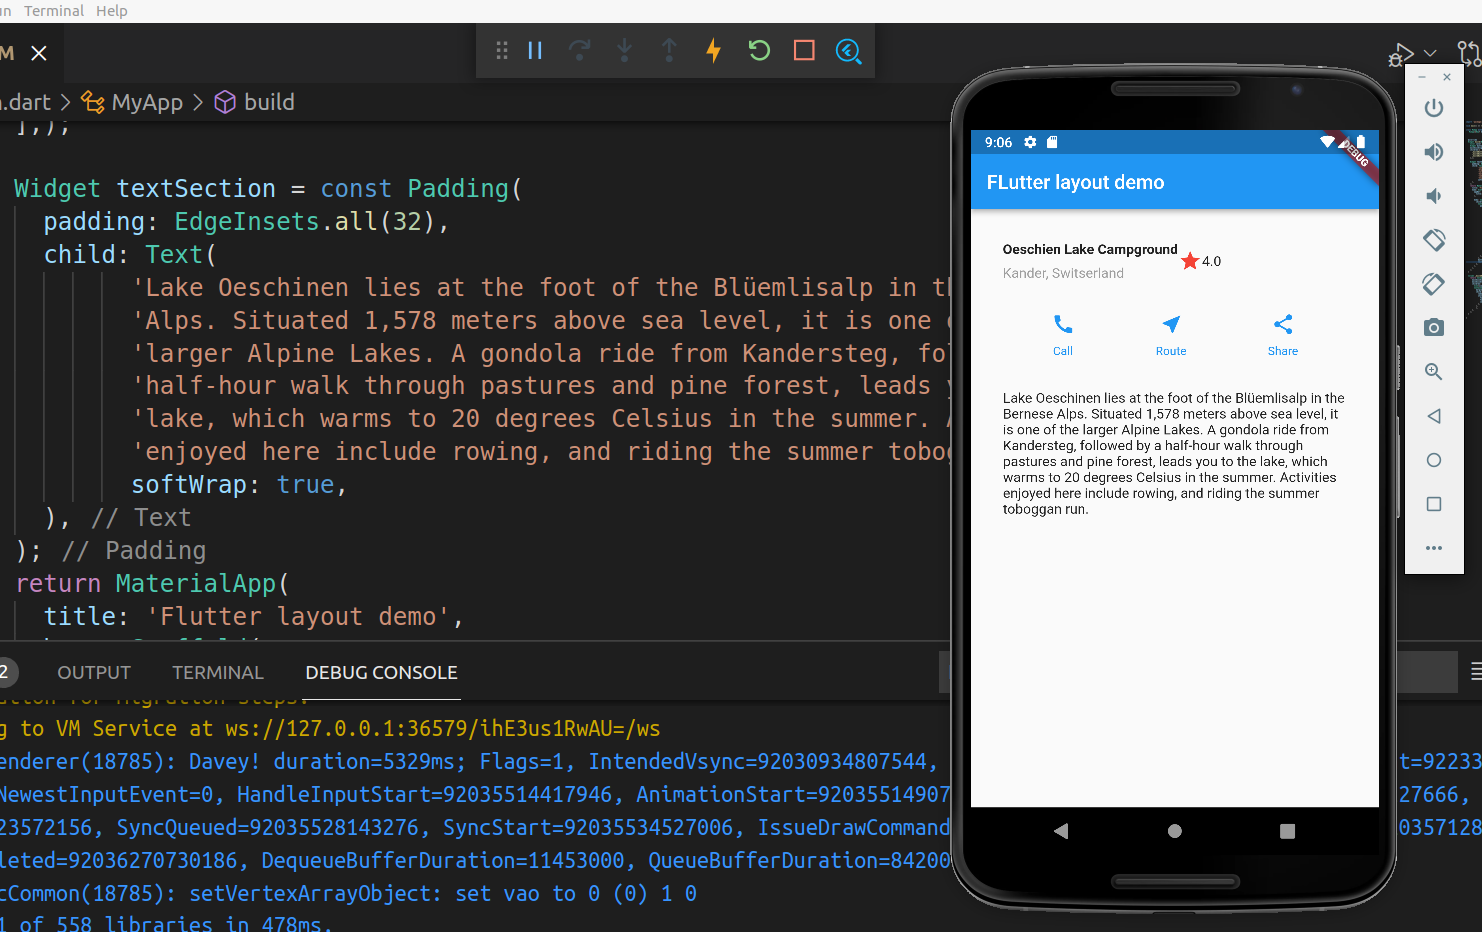 Terminal Help
M
.dart > MyApp > build
],);
Widget textSection = const Padding(
padding: EdgeInsets.all(32),
child: Text(
'Lake Oeschinen lies at the foot of the Blüemlisalp in
'Alps. Situated 1,578 meters above sea level, it is one
'larger Alpine Lakes. A gondola ride from Kandersteg,
'half-hour walk through pastures and pine forest, leads
'lake, which warms to 20 degrees Celsius in the summer.
'enjoyed here include rowing, and riding the summer
softWrap: true,
), // Text
); // Padding
return MaterialApp(
title: 'Flutter layout demo',
2 OUTPUT TERMINAL DEBUG CONSOLE
for migration steps.
g to VM Service at ws://127.0.0.1:36579/ihE3us1RwAU=/ws
enderer(18785): Davey! duration=5329ms; Flags=1, IntendedVsync=92030934807544, t=92233
NewestInputEvent=0, HandleInputStart=92035514417946, AnimationStart=92035514907 27666,
23572156, SyncQueued=92035528143276, SyncStart=92035534527006, IssueDrawCommand 03571 28
leted=92036270730186, DequeueBufferDuration=11453000, QueueBufferDuration=84200
cCommon(18785): setVertexArrayObject: set vao to 0 (0) 1 0
1 of 558 libraries in 478ms.
9:06
DEBUG
FLutter layout demo
Oeschien Lake Campground
4.0
Kander, Switserland
Call Route Share
Lake Oeschinen lies at the foot of the Blüemlisalp in the
Bernese Alps. Situated 1,578 meters above sea level, it
is one of the larger Alpine Lakes. A gondola ride from
Kandersteg, followed by a half-hour walk through
pastures and pine forest, leads you to the lake, which
warms to 20 degrees Celsius in the summer. Activities
enjoyed here include rowing, and riding the summer
toboggan run.